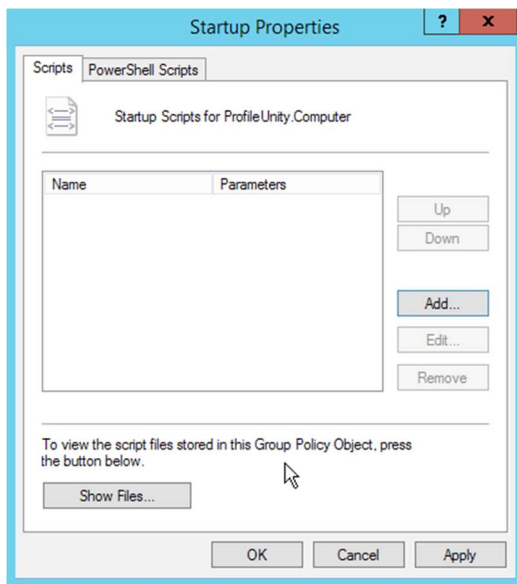 Startup Properties
?
x
Scripts
PowerShell Scripts
Startup Scripts for ProfileUnity.Computer
Name
Parameters
Up
Down
Add...
Edit...
Remove
To view the script files stored in this Group Policy Object, press
the button below.
Show Files...
OK
Cancel
Apply